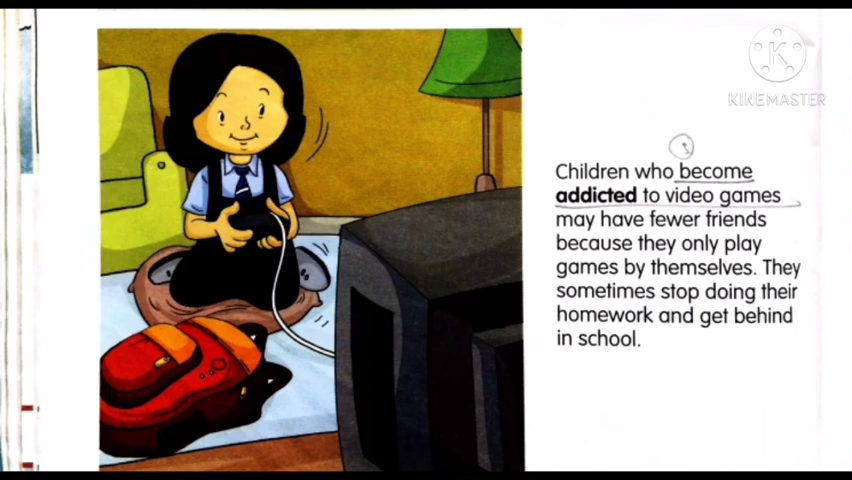 KINEMASTER
Children who become
addicted to video games
may have fewer friends
because they only play
games by themselves. They
sometimes stop doing their
homework and get behind
in school.